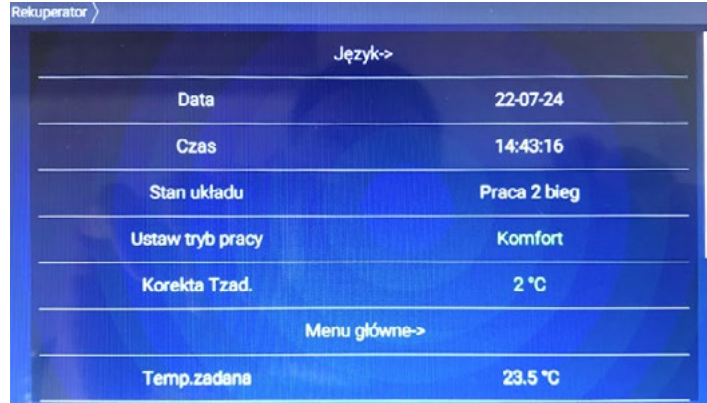 Rekuperator
Język->
Data 22-07-24
Czas 14:43:16
Stan układu Praca 2 bieg
Ustaw tryb pracy Komfort
Korekta Tzad. 2 °C
Menu główne->
Temp.zadana 23.5 °C